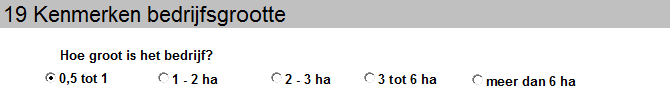 19 Kenmerken bedrijfsgrootte
Hoe groot is het bedrijf?
0,5 tot 1 1 - 2 ha 2 - 3 ha 3 tot 6 ha meer dan 6 ha